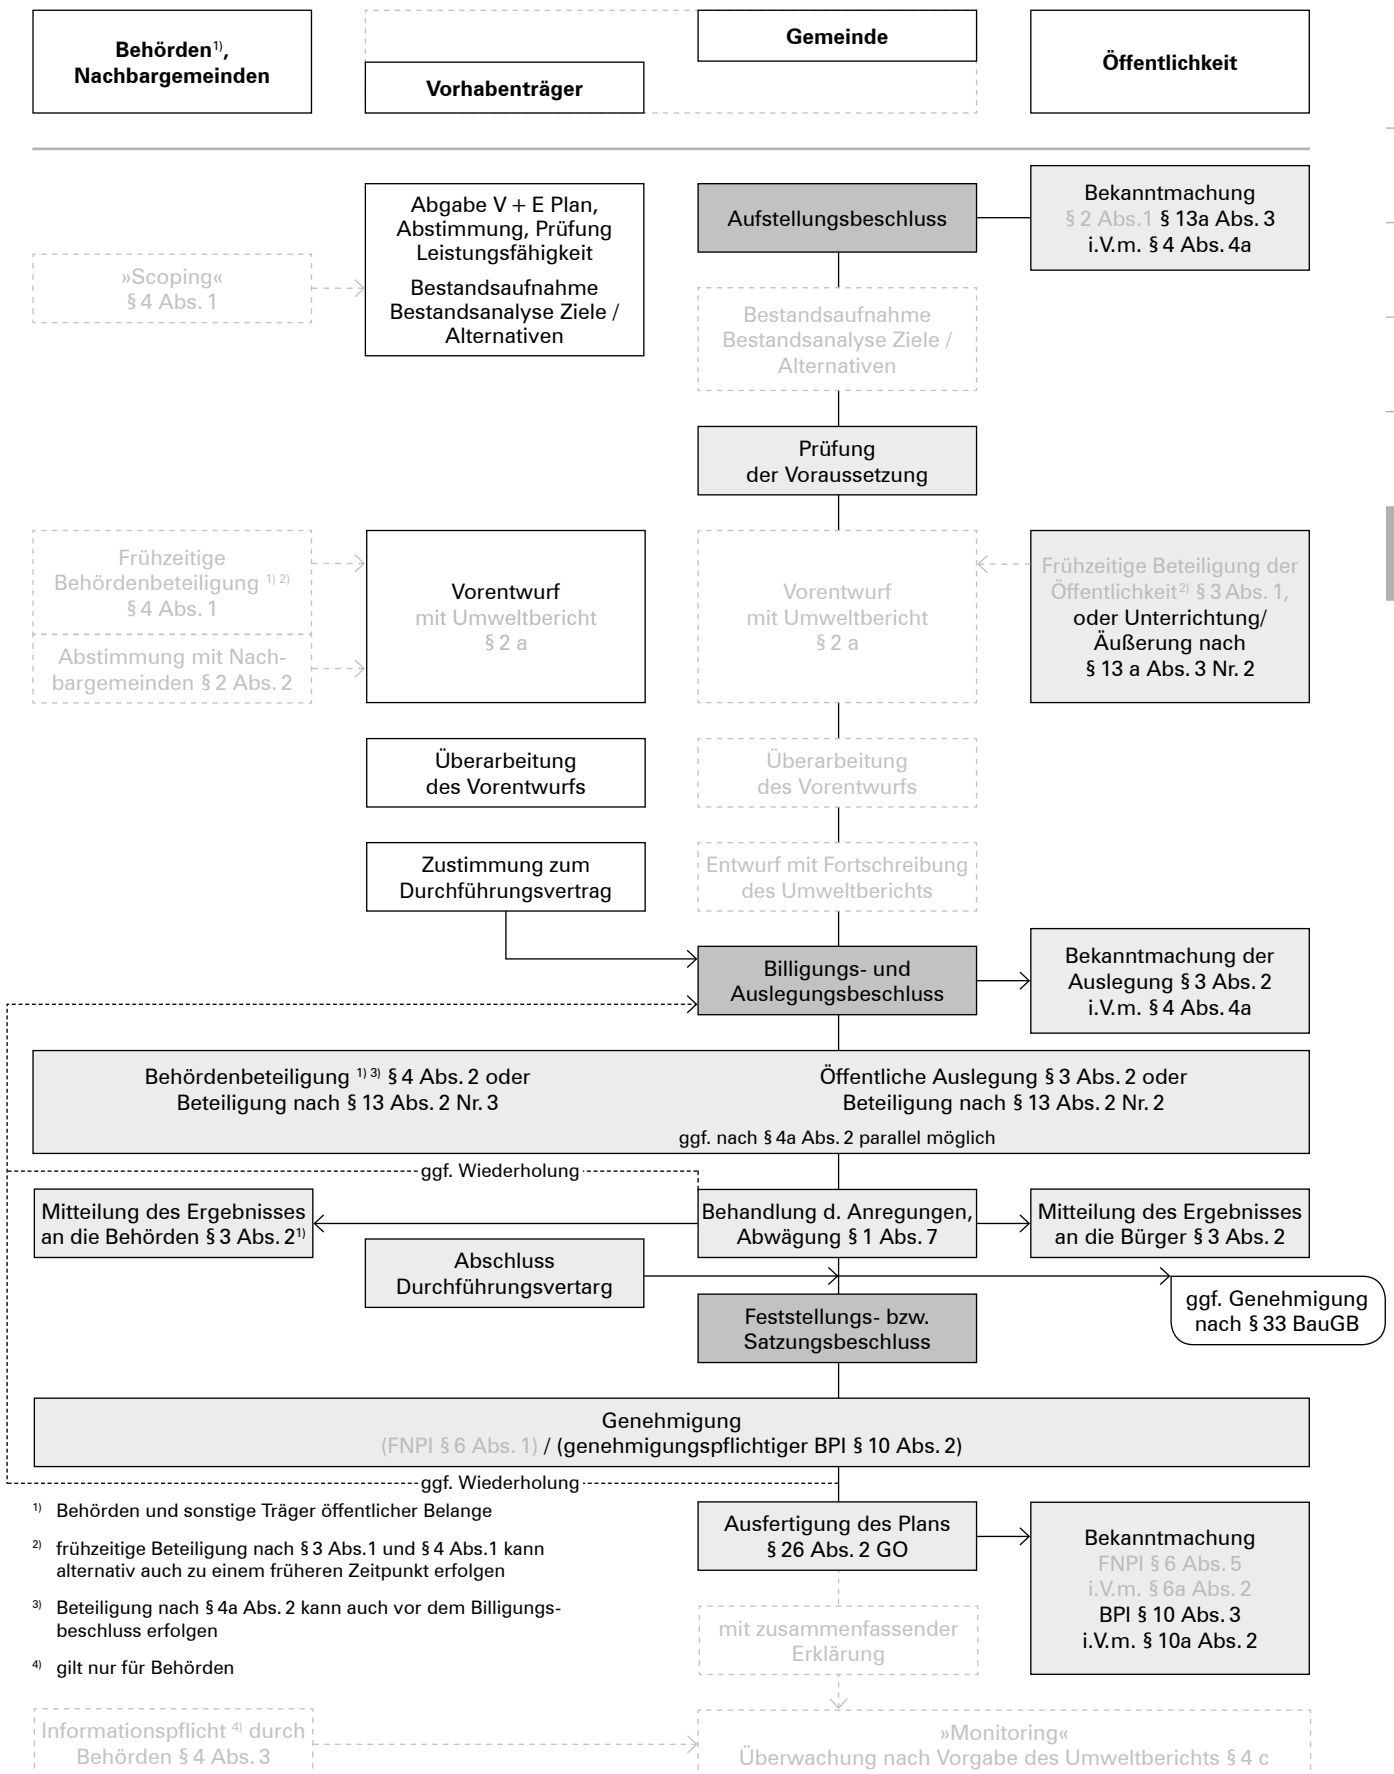 Behörden1),
Nachbargemeinden
Vorhabenträger
Gemeinde
Öffentlichkeit
Abgabe V + E Plan,
Abstimmung, Prüfung
Leistungsfähigkeit
Bestandsaufnahme
Bestandsanalyse Ziele /
Alternativen
Aufstellungsbeschluss
Bekanntmachung
§ 2 Abs.1 § 13a Abs. 3
i.V.m. § 4 Abs. 4a
»Scoping«
§ 4 Abs. 1
Bestandsaufnahme
Bestandsanalyse Ziele /
Alternativen
Prüfung
der Voraussetzung
Frühzeitige
Behördenbeteiligung 1) 2)
§ 4 Abs. 1
Abstimmung mit Nach-
bargemeinden § 2 Abs. 2
Vorentwurf
mit Umweltbericht
§ 2 a
Vorentwurf
mit Umweltbericht
§ 2 a
Frühzeitige Beteiligung der
Öffentlichkeit2) § 3 Abs. 1,
oder Unterrichtung/
Äußerung nach
§ 13 a Abs. 3 Nr. 2
Überarbeitung
des Vorentwurfs
Überarbeitung
des Vorentwurfs
Zustimmung zum
Durchführungsvertrag
Entwurf mit Fortschreibung
des Umweltberichts
Billigungs- und
Auslegungsbeschluss
Bekanntmachung der
Auslegung § 3 Abs. 2
i.V.m. § 4 Abs. 4a
Behördenbeteiligung 1) 3) § 4 Abs. 2 oder
Beteiligung nach § 13 Abs. 2 Nr. 3
Öffentliche Auslegung § 3 Abs. 2 oder
Beteiligung nach § 13 Abs. 2 Nr. 2
ggf. nach § 4a Abs. 2 parallel möglich
ggf. Wiederholung
Mitteilung des Ergebnisses
an die Behörden § 3 Abs. 21)
Behandlung d. Anregungen,
Abwägung § 1 Abs. 7
Mitteilung des Ergebnisses
an die Bürger § 3 Abs. 2
Abschluss
Durchführungsvertarg
ggf. Genehmigung
nach § 33 BauGB
Feststellungs- bzw.
Satzungsbeschluss
Genehmigung
(FNPl § 6 Abs. 1) / (genehmigungspflichtiger BPl § 10 Abs. 2)
ggf. Wiederholung
1) Behörden und sonstige Träger öffentlicher Belange
2) frühzeitige Beteiligung nach § 3 Abs.1 und § 4 Abs.1 kann
alternativ auch zu einem früheren Zeitpunkt erfolgen
3) Beteiligung nach § 4a Abs. 2 kann auch vor dem Billigungs-
beschluss erfolgen
4) gilt nur für Behörden
Ausfertigung des Plans
§ 26 Abs. 2 GO
Bekanntmachung
FNPl § 6 Abs. 5
i.V.m. § 6a Abs. 2
BPl § 10 Abs. 3
i.V.m. § 10a Abs. 2
mit zusammenfassender
Erklärung
Informationspflicht 4) durch
Behörden § 4 Abs. 3
»Monitoring«
Überwachung nach Vorgabe des Umweltberichts § 4 c